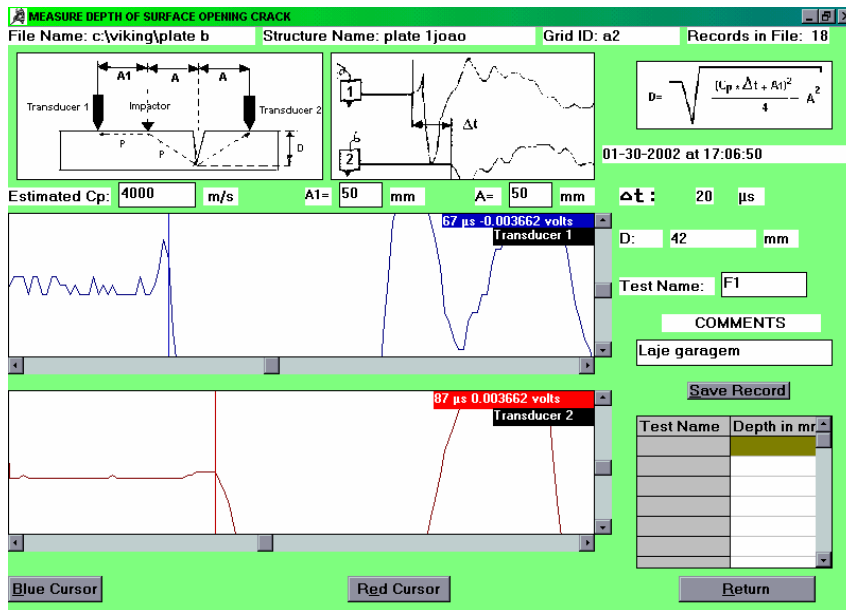 MEASURE DEPTH OF SURFACE OPENING CRACK
File Name: c:\viking\plate b Structure Name: plate 1joao Grid ID: a2 Records in File: 18
A1 A A
Transducer 1 Impactor Transducer 2
P P D
a
1
Δt
b
2
D= √ (Cp * Δt + A1)² / 4 - A²
01-30-2002 at 17:06:50
Estimated Cp: 4000 m/s A1= 50 mm A= 50 mm Δt: 20 µs
67 µs -0.003662 volts
Transducer 1
D: 42 mm
Test Name: F1
COMMENTS
Laje garagem
Save Record
87 µs 0.003662 volts
Transducer 2
Test Name Depth in mr
Blue Cursor Red Cursor Return